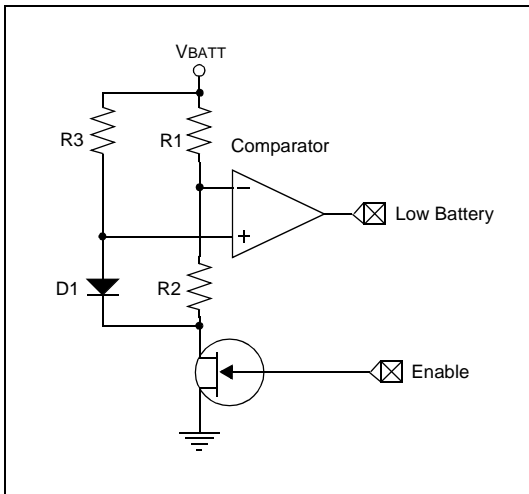 VBATT
R3
R1
Comparator
−
Low Battery
+
D1
R2
Enable